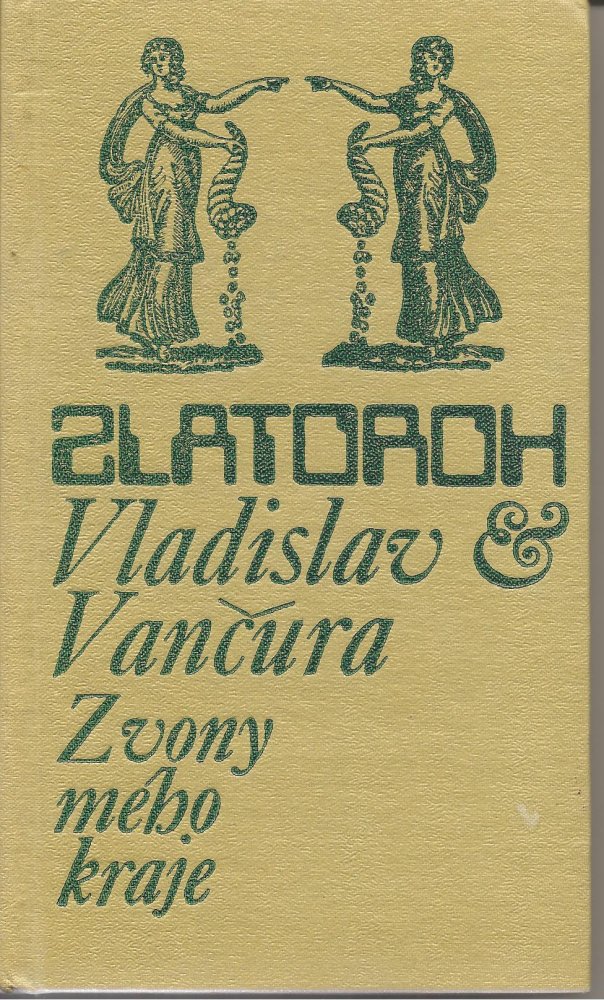 ZLATOROH
Vladislav &
Vančura
Zvony
mého
kraje